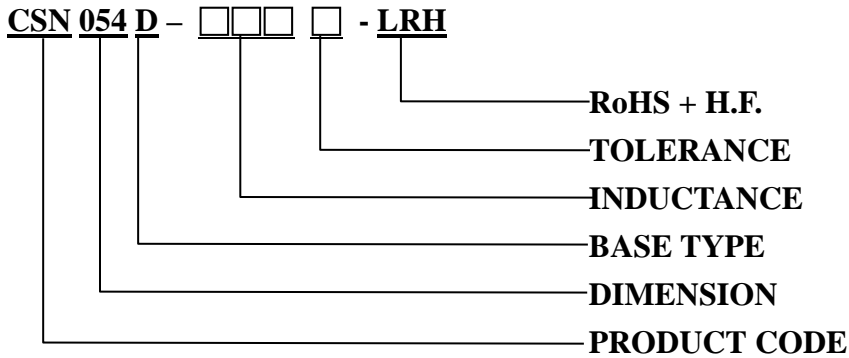 CSN 054 D – □□□ □ - LRH
RoHS + H.F.
TOLERANCE
INDUCTANCE
BASE TYPE
DIMENSION
PRODUCT CODE